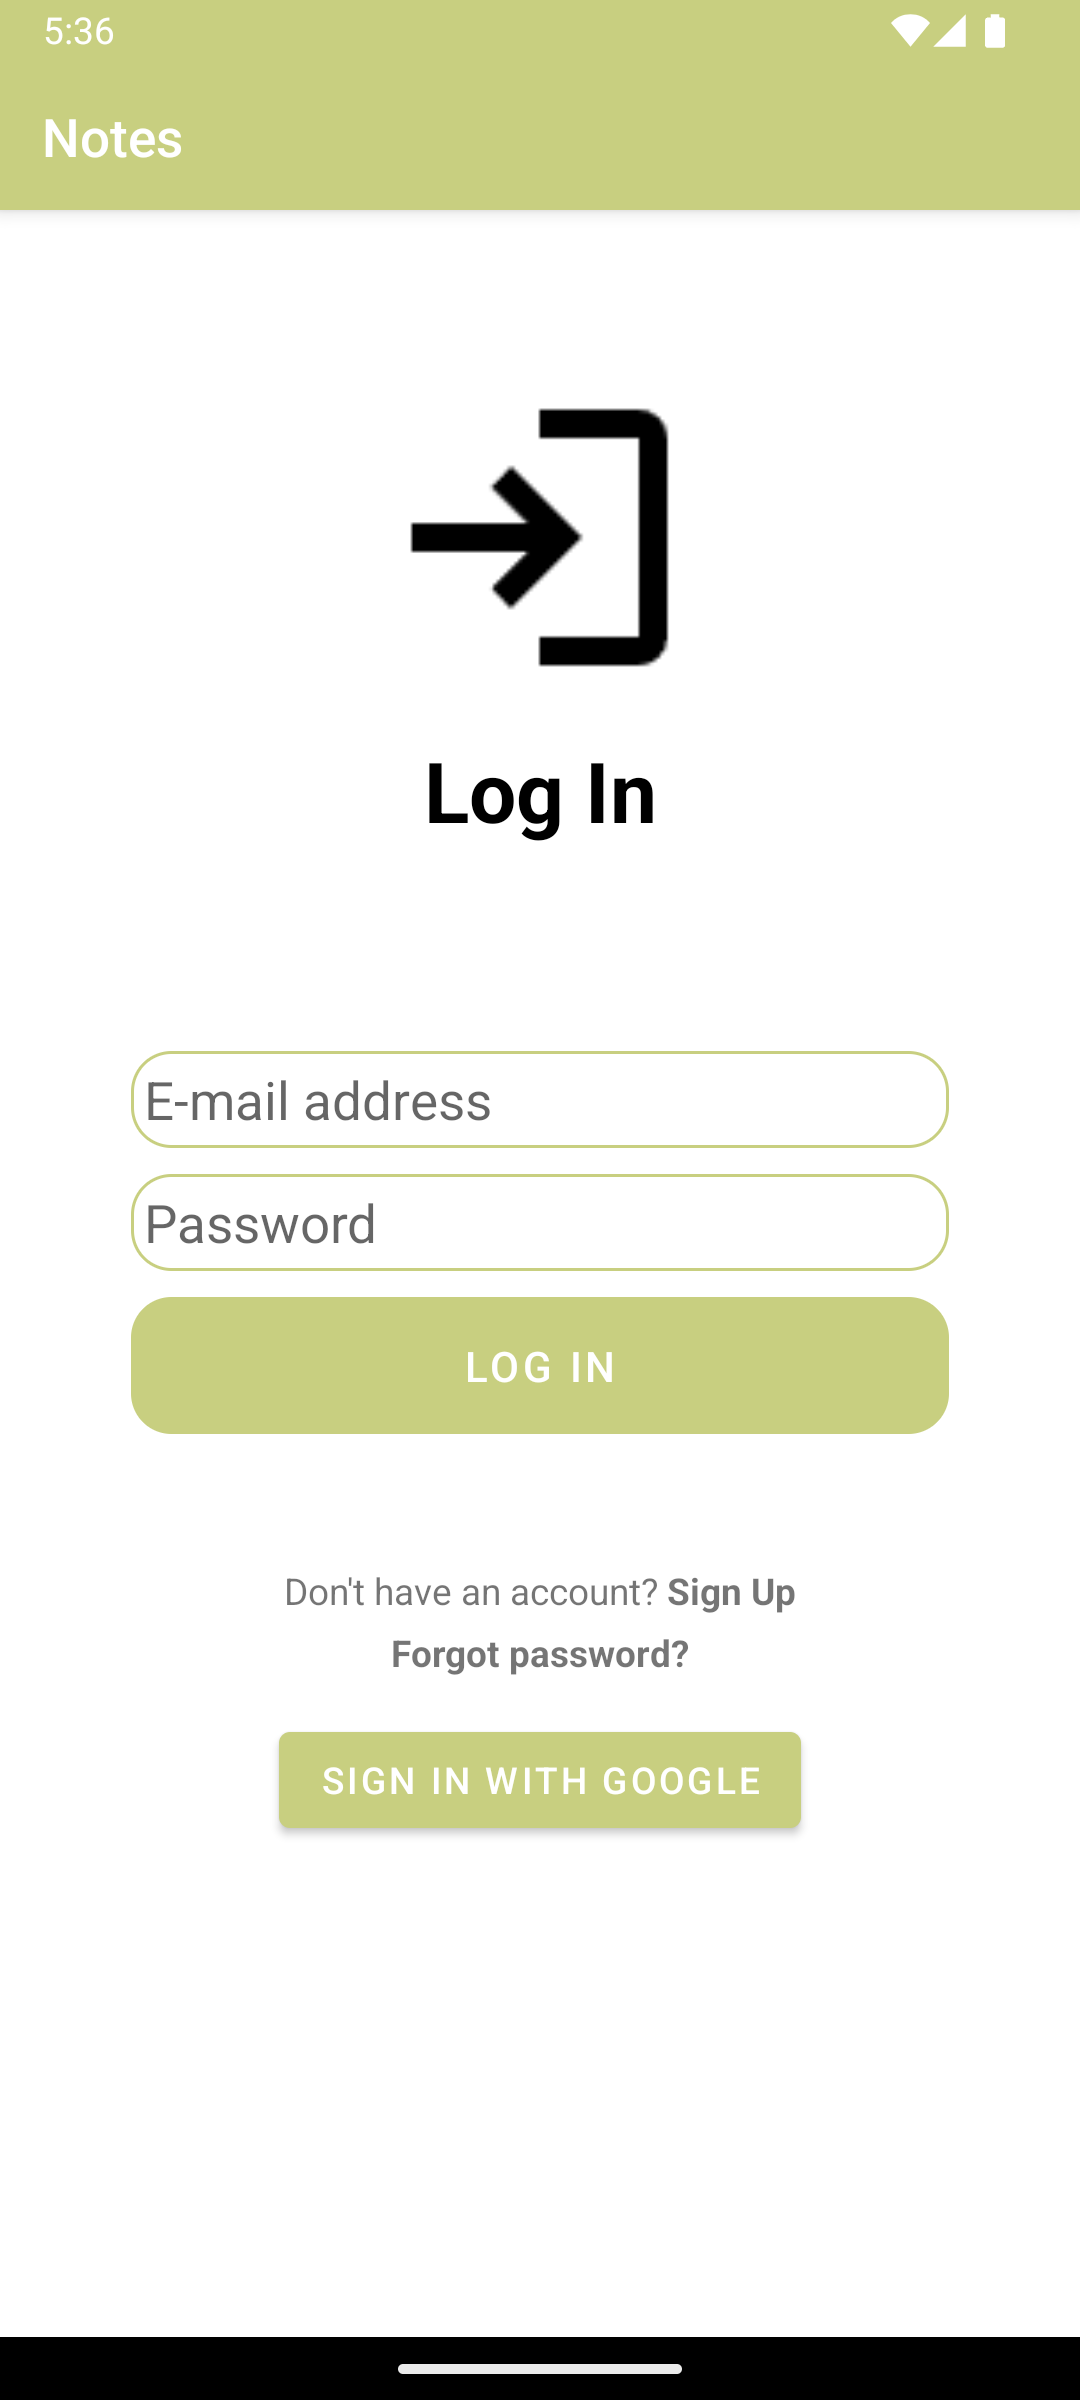 5:36
Notes
Log In
E-mail address
Password
LOG IN
Don't have an account? Sign Up
Forgot password?
SIGN IN WITH GOOGLE